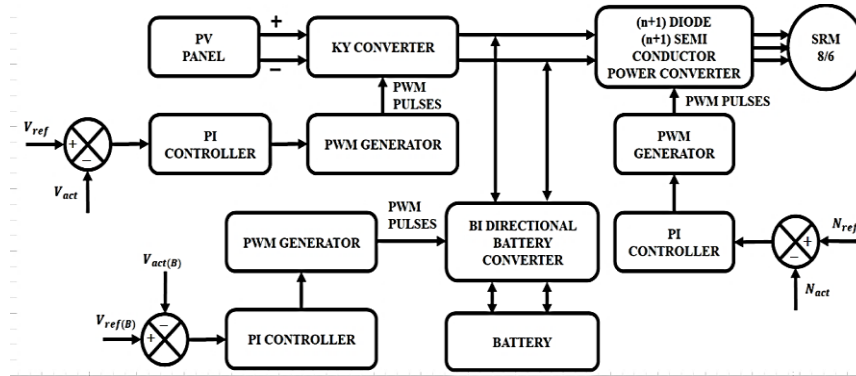 PV
PANEL
+
−
KY CONVERTER
(n+1) DIODE
(n+1) SEMI
CONDUCTOR
POWER CONVERTER
SRM
8/6
PWM
PULSES
PWM PULSES
V_ref
+
−
V_act
PI
CONTROLLER
PWM GENERATOR
PWM
GENERATOR
PWM
PULSES
PWM GENERATOR
BI DIRECTIONAL
BATTERY
CONVERTER
PI
CONTROLLER
+
−
N_ref
N_act
V_act(B)
V_ref(B)
−
+
PI CONTROLLER
BATTERY